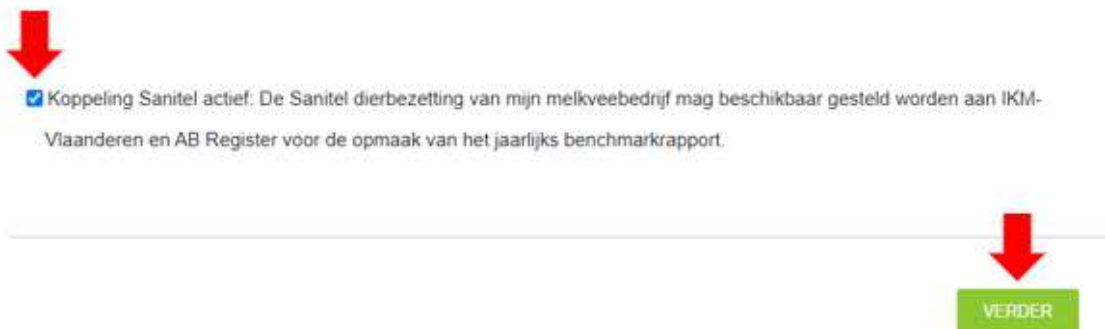 Koppeling Sanitel actief: De Sanitel dierbezetting van mijn melkveebedrijf mag beschikbaar gesteld worden aan IKM-
Vlaanderen en AB Register voor de opmaak van het jaarlijks benchmarkrapport.
VERDER